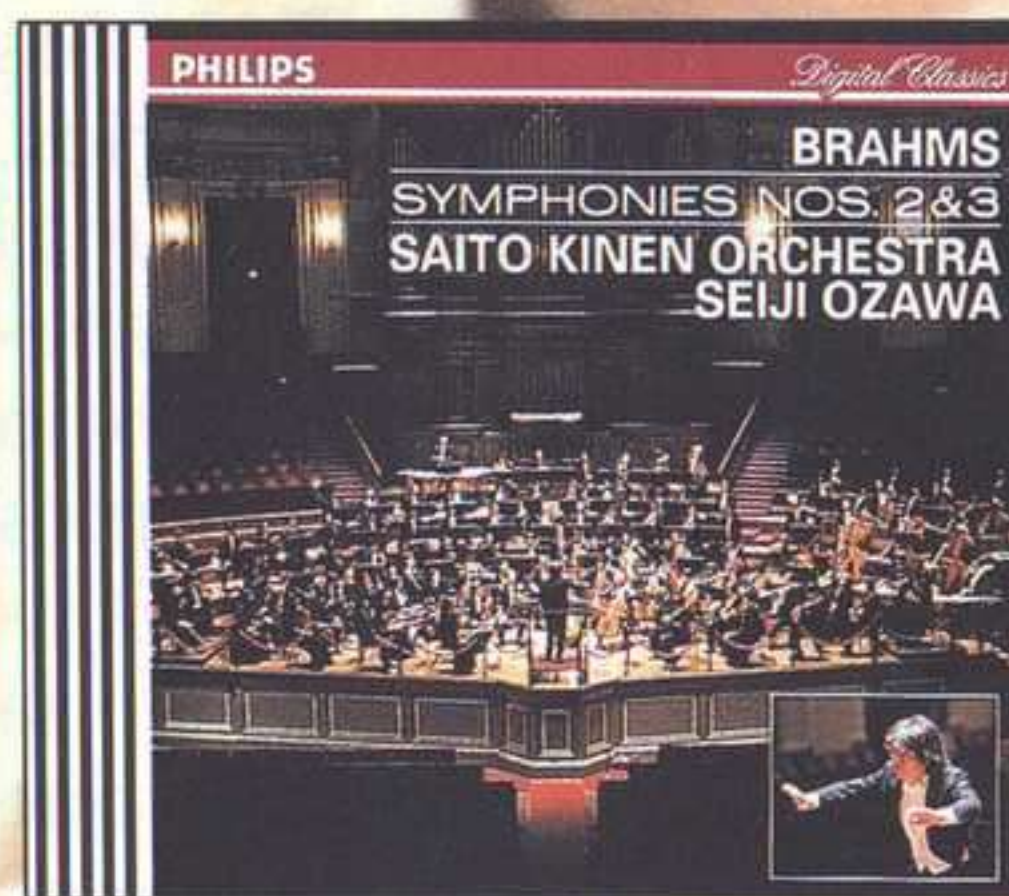 PHILIPS
Digital Classics
BRAHMS
SYMPHONIES NOS. 2&3
SAITO KINEN ORCHESTRA
SEIJI OZAWA